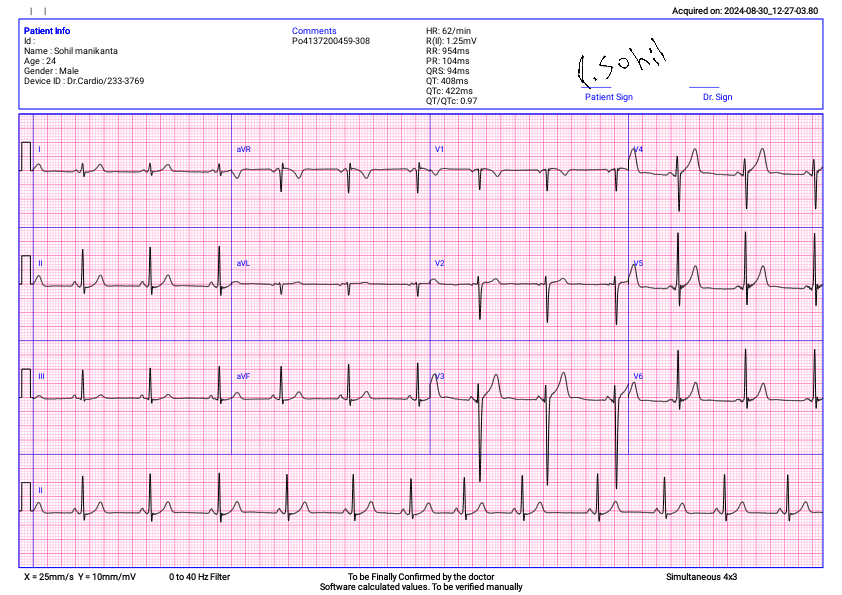 Acquired on: 2024-08-30_12-27-03.80
Patient Info
Id :
Name : Sohil manikanta
Age : 24
Gender : Male
Device ID : Dr.Cardio/233-3769
Comments
Po4137200459-308
HR: 62/min
R(II): 1.25mV
RR: 954ms
PR: 104ms
QRS: 94ms
QT: 408ms
QTc: 422ms
QT/QTc: 0.97
(.Sohil
Patient Sign
Dr. Sign
I
aVR
V1
V4
II
aVL
V2
V5
III
aVF
V3
V6
II
X = 25mm/s Y = 10mm/mV
0 to 40 Hz Filter
To be Finally Confirmed by the doctor
Simultaneous 4x3
Software calculated values. To be verified manually